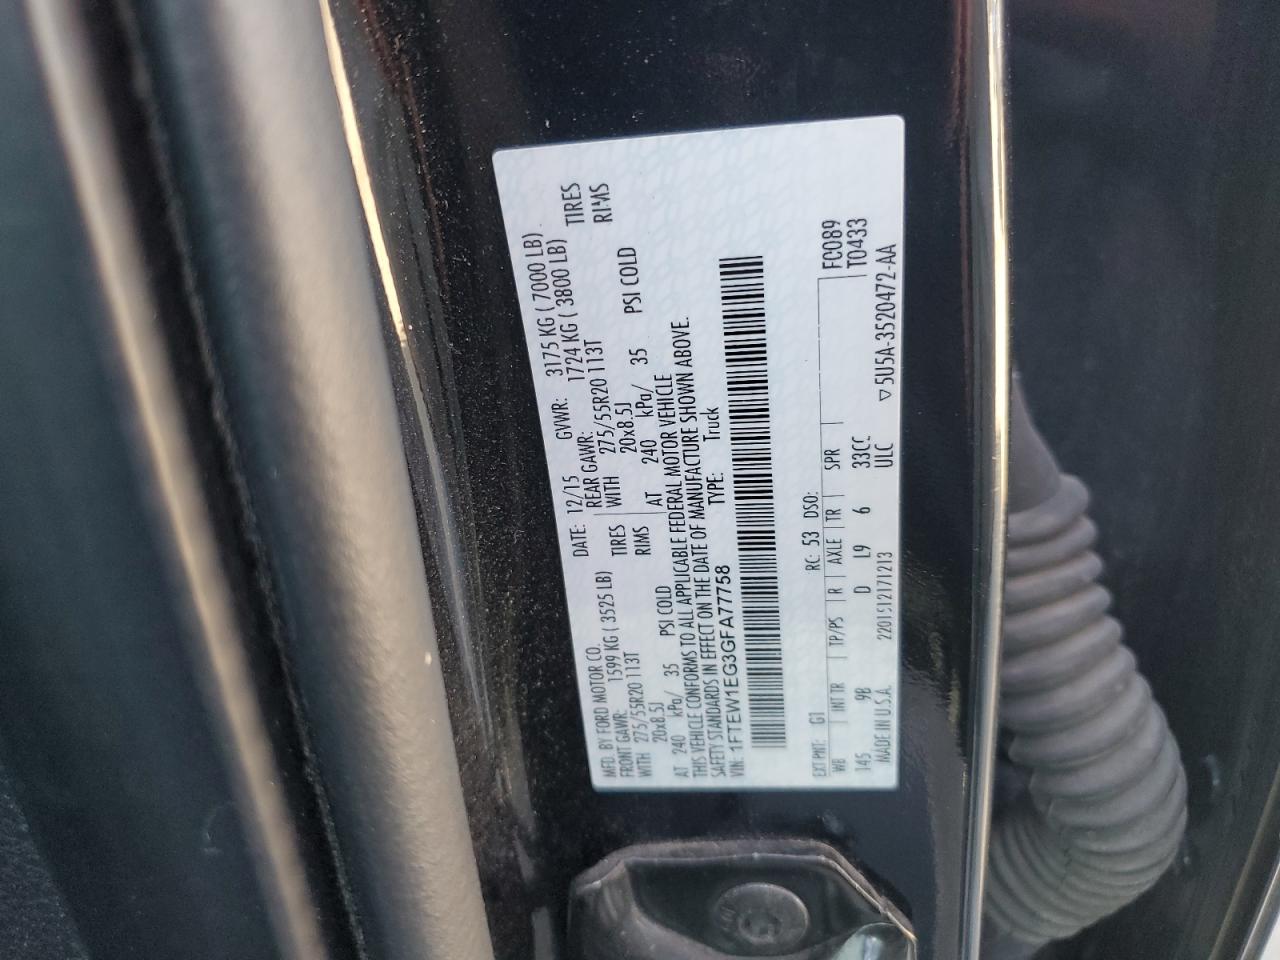 MFD. BY FORD MOTOR CO. DATE: 12/15 GVWR: 3175 KG ( 7000 LB)
FRONT GAWR: 1599 KG ( 3525 LB) REAR GAWR: 1724 KG ( 3800 LB)
WITH 275/55R20 113T TIRES WITH 275/55R20 113T TIRES
20x8.5J RIMS 20x8.5J RIMS
AT 240 kPa/ 35 PSI COLD AT 240 kPa/ 35 PSI COLD
THIS VEHICLE CONFORMS TO ALL APPLICABLE FEDERAL MOTOR VEHICLE
SAFETY STANDARDS IN EFFECT ON THE DATE OF MANUFACTURE SHOWN ABOVE.
VIN: 1FTEW1EG3GFA77758 TYPE: Truck
EXT PNT: G1 RC: 53 DSO: FC089
WB INT TR TP/PS R AXLE TR SPR T0433
145 9B D L9 6 33CC
MADE IN U.S.A. 220151217​1213 ULC ▽5U5A-3520472-AA